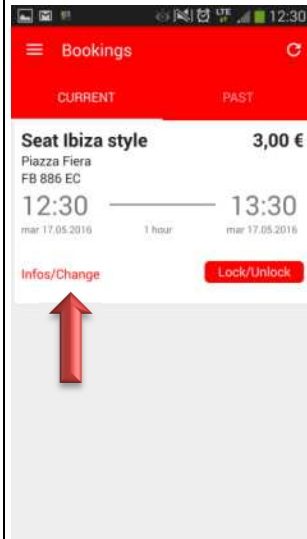 LTE 12:30
Bookings
CURRENT PAST
Seat Ibiza style 3,00 €
Piazza Fiera
FB 886 EC
12:30 13:30
mar 17.05.2016 1 hour mar 17.05.2016
Infos/Change Lock/Unlock